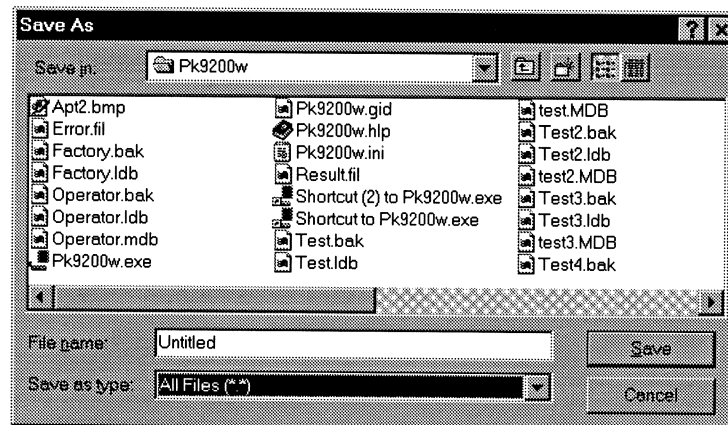 Save As
Save in:
Pk9200w
Apt2.bmp
Error.fil
Factory.bak
Factory.ldb
Operator.bak
Operator.ldb
Operator.mdb
Pk9200w.exe
Pk9200w.gid
Pk9200w.hlp
Pk9200w.ini
Result.fil
Shortcut (2) to Pk9200w.exe
Shortcut to Pk9200w.exe
Test.bak
Test.ldb
test.MDB
Test2.bak
Test2.ldb
test2.MDB
Test3.bak
Test3.ldb
test3.MDB
Test4.bak
File name:
Untitled
Save
Save as type:
All Files (*.*)
Cancel